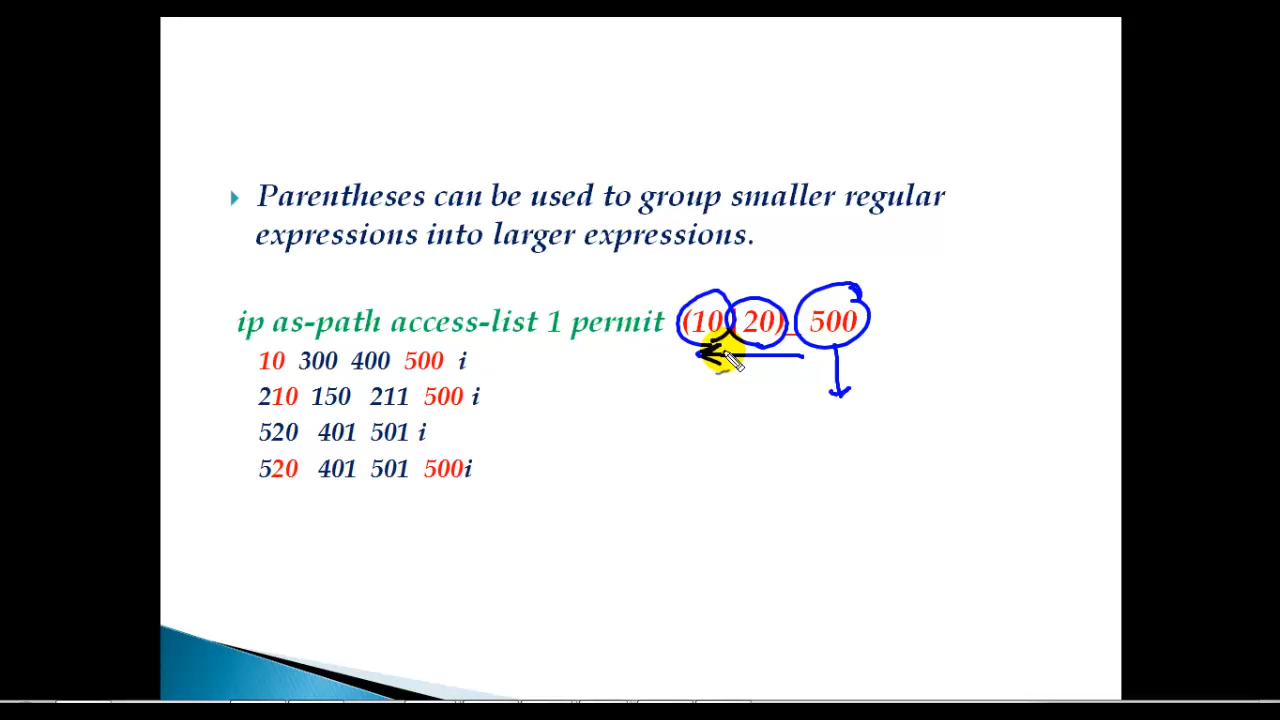 Parentheses can be used to group smaller regular
expressions into larger expressions.
ip as-path access-list 1 permit (10|20)_ 500
10 300 400 500 i
210 150 211 500 i
520 401 501 i
520 401 501 500i